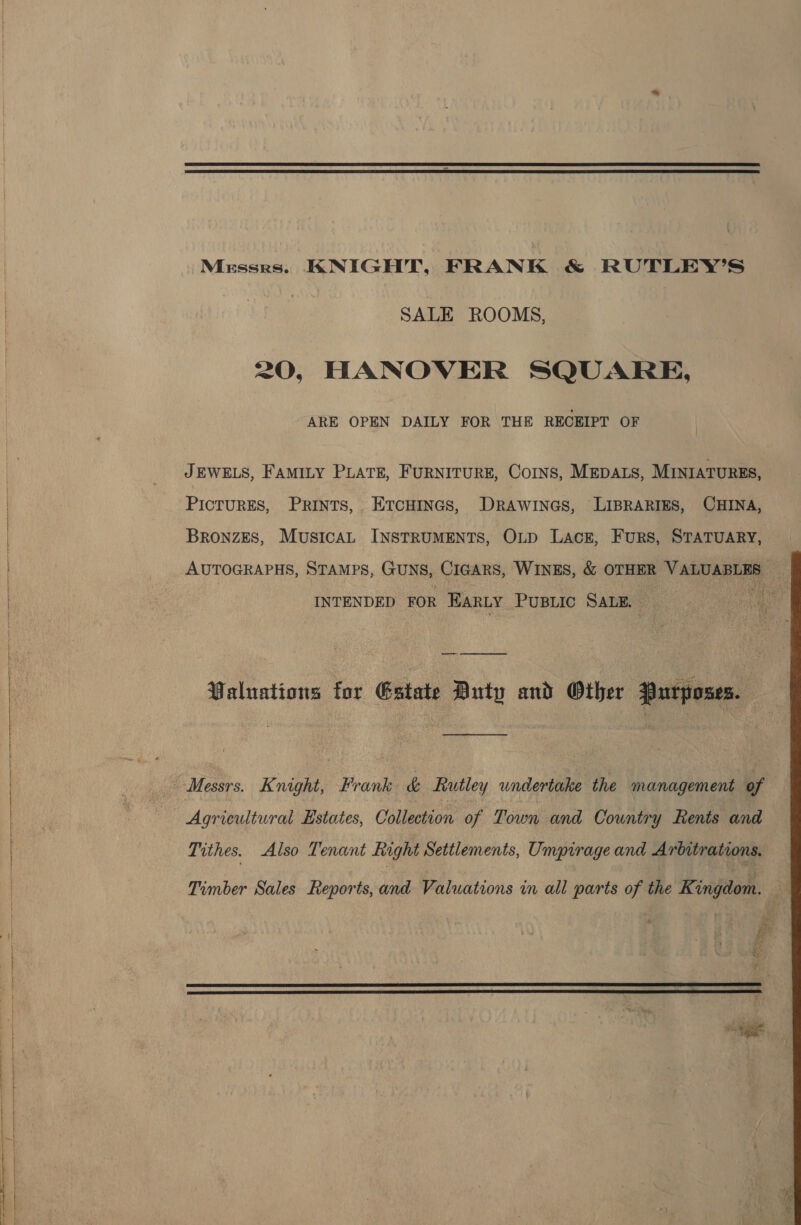 Messrs. KNIGHT, FRANK & RUTLEY'S
SALE ROOMS,
20, HANOVER SQUARE,
ARE OPEN DAILY FOR THE RECEIPT OF
JEWELS, FAMILY PLATE, FURNITURE, COINS, MEDALS, MINIATURES,
PICTURES, PRINTS, ETCHINGS, DRAWINGS, LIBRARIES, CHINA,
BRONZES, MUSICAL INSTRUMENTS, OLD LACE, FURS, STATUARY,
AUTOGRAPHS, STAMPS, GUNS, CIGARS, WINES, & OTHER VALUABLES
INTENDED FOR EARLY PUBLIC SALE.
Valuations for Estate Duty and Other Purposes.
Messrs. Knight, Frank & Rutley undertake the management of
Agricultural Estates, Collection of Town and Country Rents and
Tithes. Also Tenant Right Settlements, Umpirage and Arbitrations.
Timber Sales Reports, and Valuations in all parts of the Kingdom.